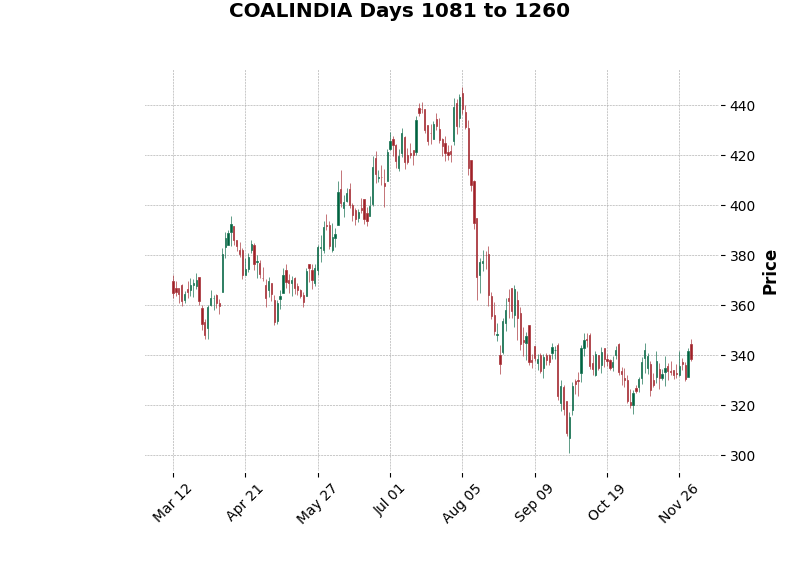 COALINDIA Days 1081 to 1260
440
420
400
380
360
340
320
300
Price
Mar 12
Apr 21
May 27
Jul 01
Aug 05
Sep 09
Oct 19
Nov 26